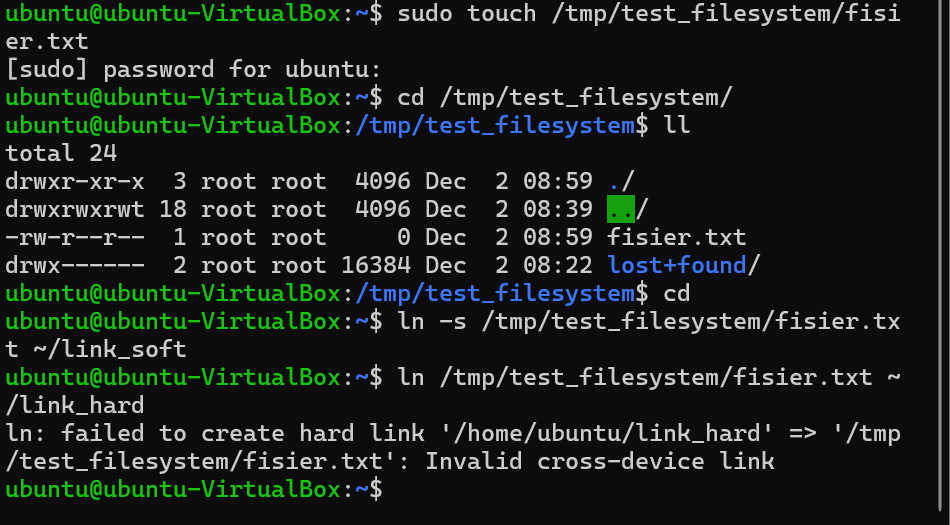 ubuntu@ubuntu-VirtualBox:~$ sudo touch /tmp/test_filesystem/fisi
er.txt
[sudo] password for ubuntu:
ubuntu@ubuntu-VirtualBox:~$ cd /tmp/test_filesystem/
ubuntu@ubuntu-VirtualBox:/tmp/test_filesystem$ ll
total 24
drwxr-xr-x  3 root root  4096 Dec  2 08:59 ./
drwxrwxrwt 18 root root  4096 Dec  2 08:39 ../
-rw-r--r--  1 root root     0 Dec  2 08:59 fisier.txt
drwx------  2 root root 16384 Dec  2 08:22 lost+found/
ubuntu@ubuntu-VirtualBox:/tmp/test_filesystem$ cd
ubuntu@ubuntu-VirtualBox:~$ ln -s /tmp/test_filesystem/fisier.tx
t ~/link_soft
ubuntu@ubuntu-VirtualBox:~$ ln /tmp/test_filesystem/fisier.txt ~
/link_hard
ln: failed to create hard link '/home/ubuntu/link_hard' => '/tmp
/test_filesystem/fisier.txt': Invalid cross-device link
ubuntu@ubuntu-VirtualBox:~$